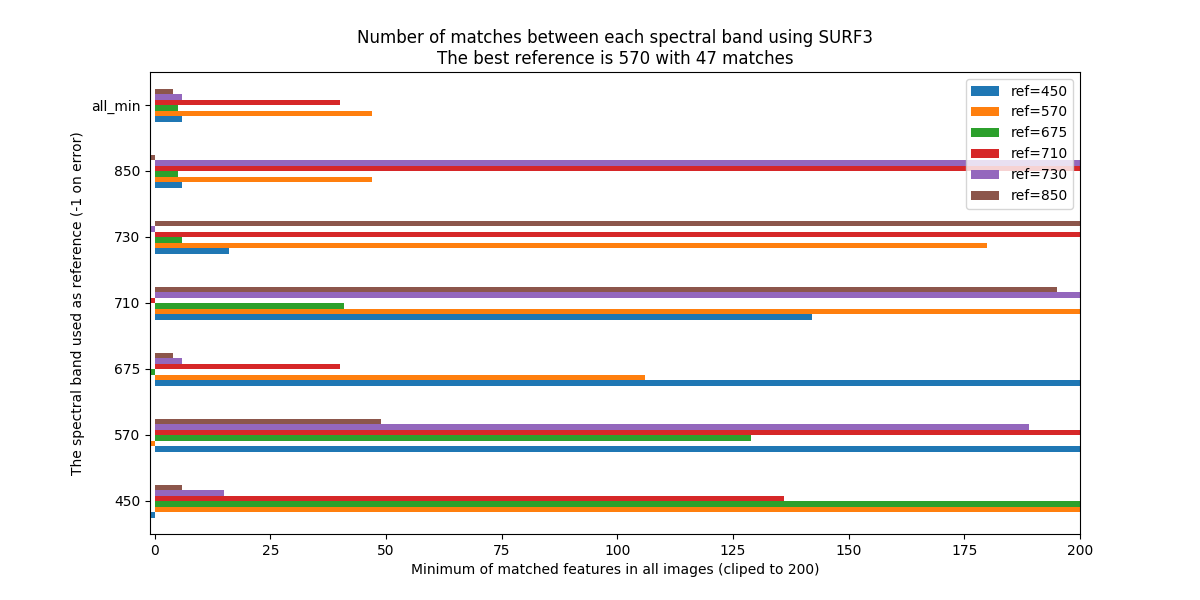 Number of matches between each spectral band using SURF3
The best reference is 570 with 47 matches
The spectral band used as reference (-1 on error)
all_min
850
730
710
675
570
450
ref=450
ref=570
ref=675
ref=710
ref=730
ref=850
0 25 50 75 100 125 150 175 200
Minimum of matched features in all images (cliped to 200)